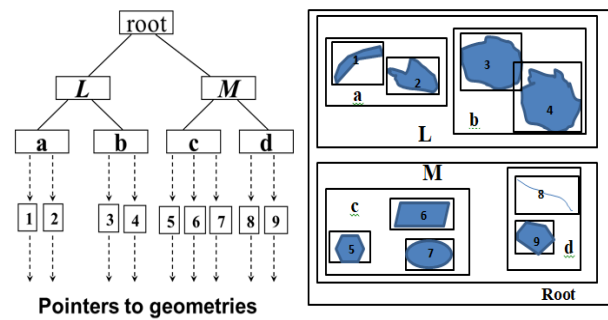 root
L M
a b c d
1 2 3 4 5 6 7 8 9
Pointers to geometries
1
2
a
3
4
b
L
M
c
6
5
7
8
9
d
Root